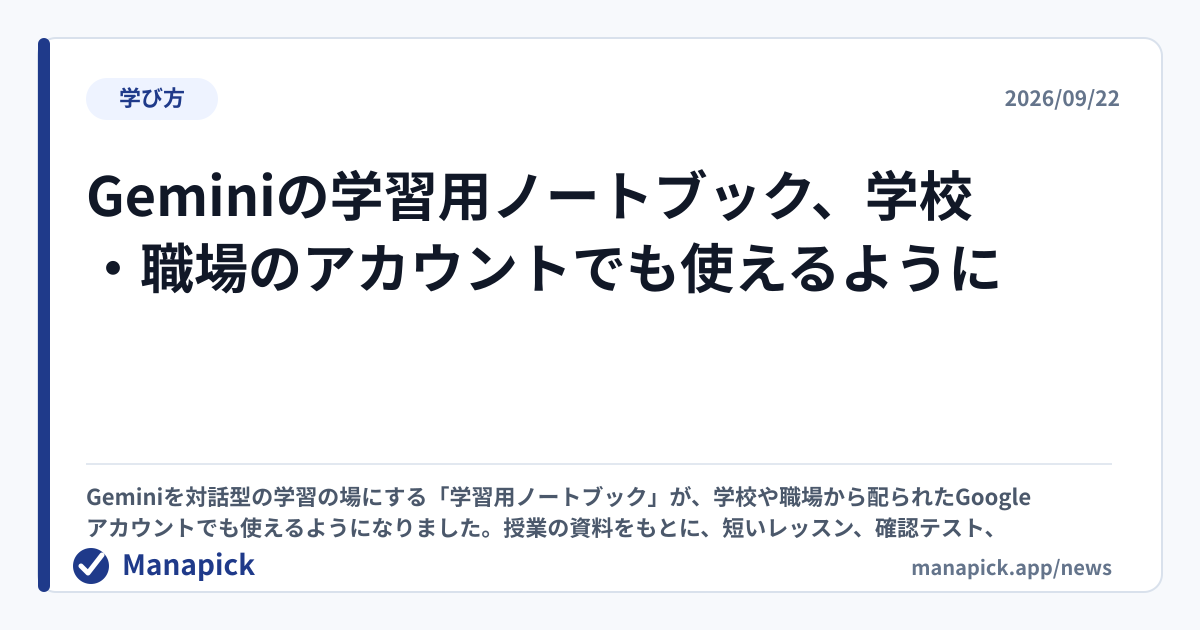 学び方
2026/09/22
Geminiの学習用ノートブック、学校
・職場のアカウントでも使えるように
Geminiを対話型の学習の場にする「学習用ノートブック」が、学校や職場から配られたGoogle
アカウントでも使えるようになりました。授業の資料をもとに、短いレッスン、確認テスト、
Manapick
manapick.app/news